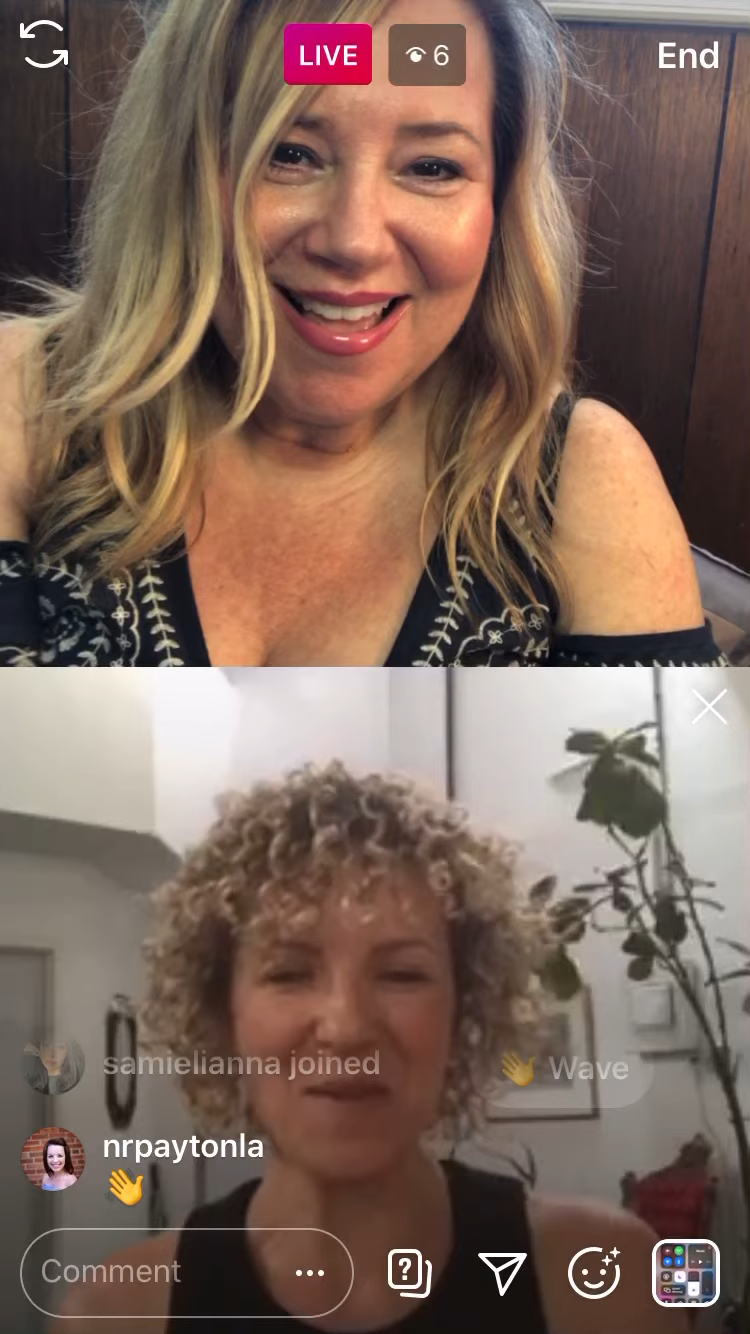 LIVE
6
End
samielianna joined
Wave
nrpaytonla
👋
Comment